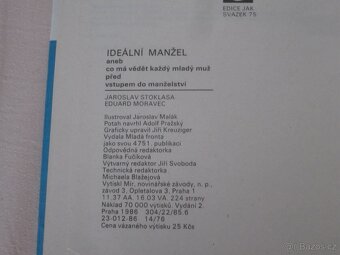 EDICE JAK
SVAZEK 75
IDEÁLNÍ MANŽEL
aneb
co má vědět každý mladý muž
před
vstupem do manželství
JAROSLAV STOKLASA
EDUARD MORAVEC
Ilustroval Jaroslav Malák
Potah navrhl Adolf Pražský
Graficky upravil Jiří Kreuziger
Vydala Mladá fronta
jako svou 4751. publikaci
Odpovědná redaktorka
Blanka Fučíková
Výtvarný redaktor Jiří Svoboda
Technická redaktorka
Michaela Blažejová
Vytiskl Mír, novinářské závody, n. p.,
závod 3, Opletalova 3, Praha 1
11,37 AA. 16,03 VA. 224 strany
Náklad 70 000 výtisků. Vydání 2.
Praha 1986 304/22/85.6
23-012-86 14/76
Cena vázaného výtisku 25 Kčs